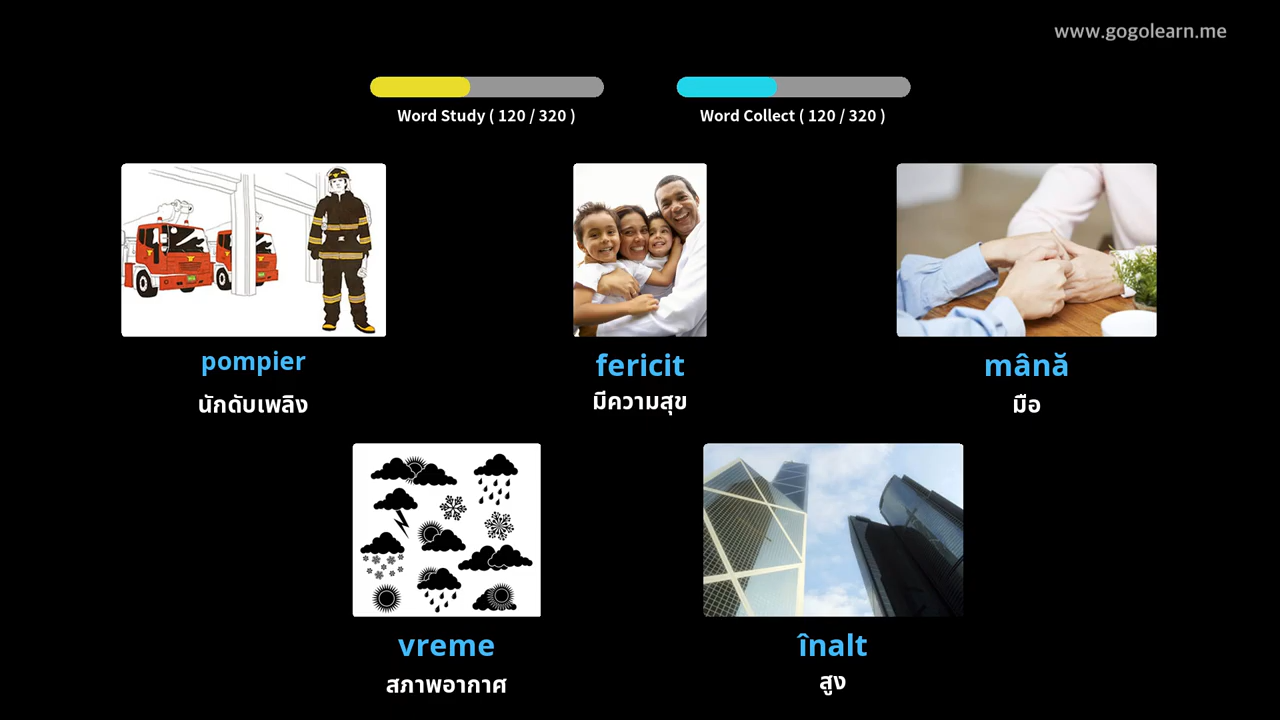 www.gogolearn.me
Word Study ( 120 / 320 )
Word Collect ( 120 / 320 )
pompier
นักดับเพลิง
fericit
มีความสุข
mână
มือ
vreme
สภาพอากาศ
înalt
สูง